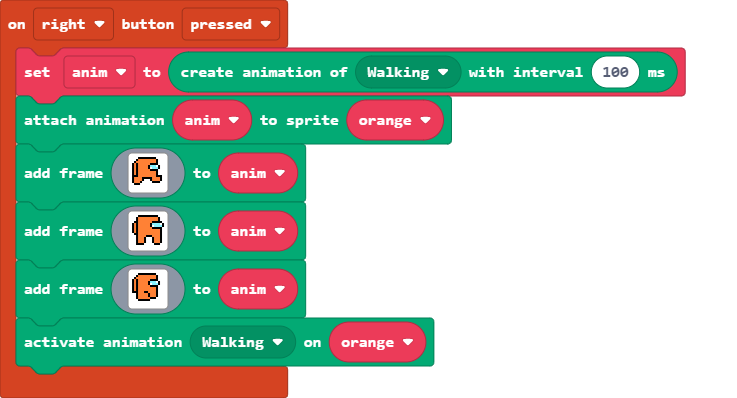 on right button pressed
set anim to create animation of Walking with interval 100 ms
attach animation anim to sprite orange
add frame to anim
add frame to anim
add frame to anim
activate animation Walking on orange